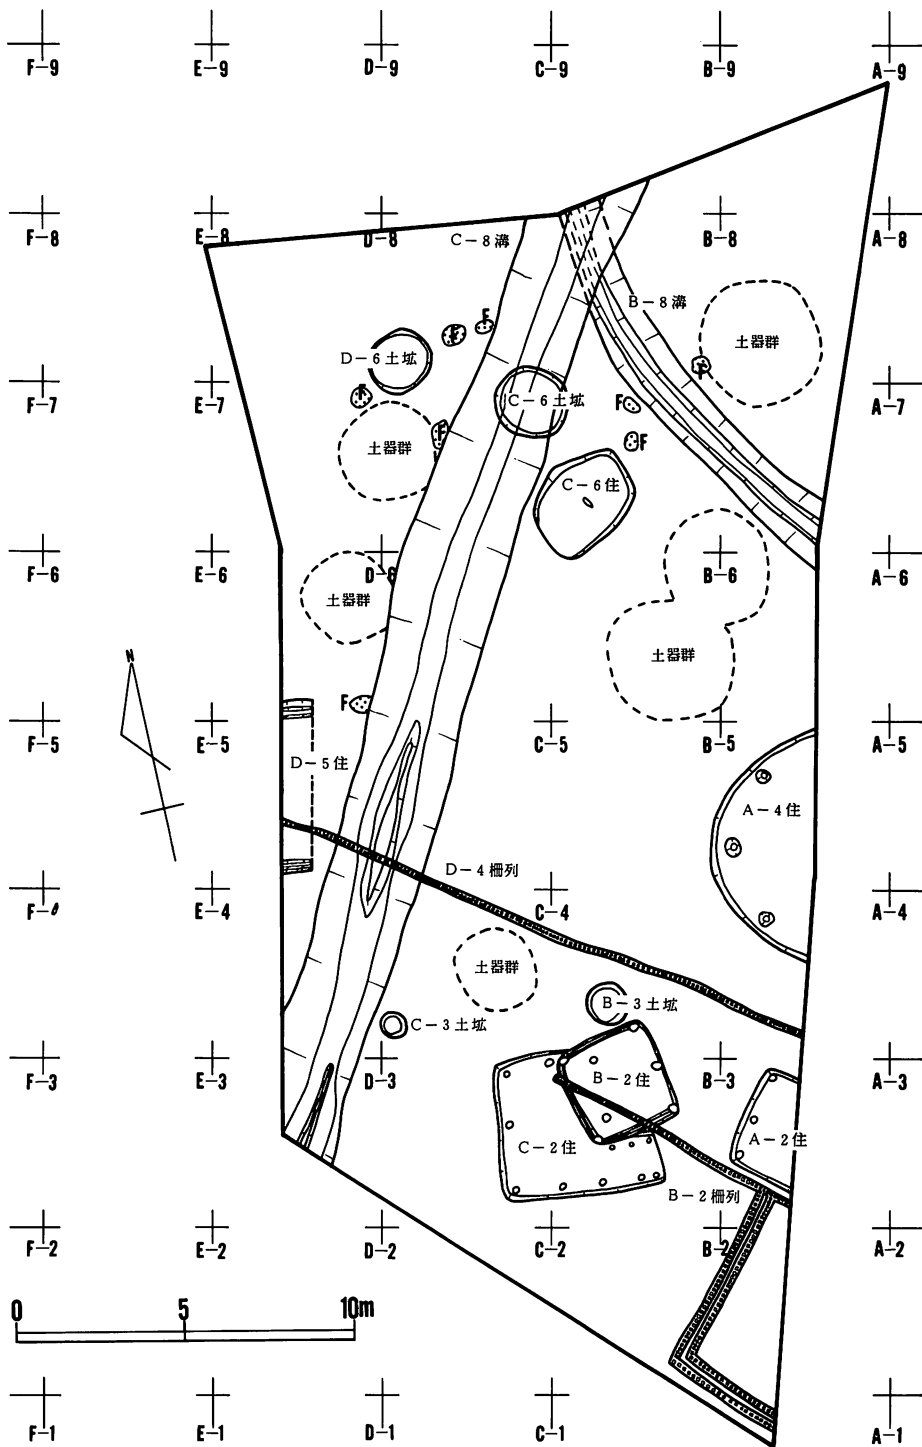 F-9 E-9 D-9 C-9 B-9 A-9
F-8 E-8 D-8 C-8溝 B-8 A-8
B-8溝
土器群
F
F
D-6土坑
F
F-7 E-7 F C-6土坑 F A-7
F
土器群
F
C-6住
F-6 E-6 D-6 B-6 A-6
土器群
土器群
N
F
F-5 E-5 C-5 B-5 A-5
D-5住
A-4住
D-4柵列
E-4 C-4 A-4
土器群
B-3土坑
C-3土坑
F-3 E-3 D-3 B-2住 B-3 A-3
A-2住
C-2住
B-2柵列
F-2 E-2 D-2 C-2 B-2 A-2
0 5 10m
F-1 E-1 D-1 C-1 A-1